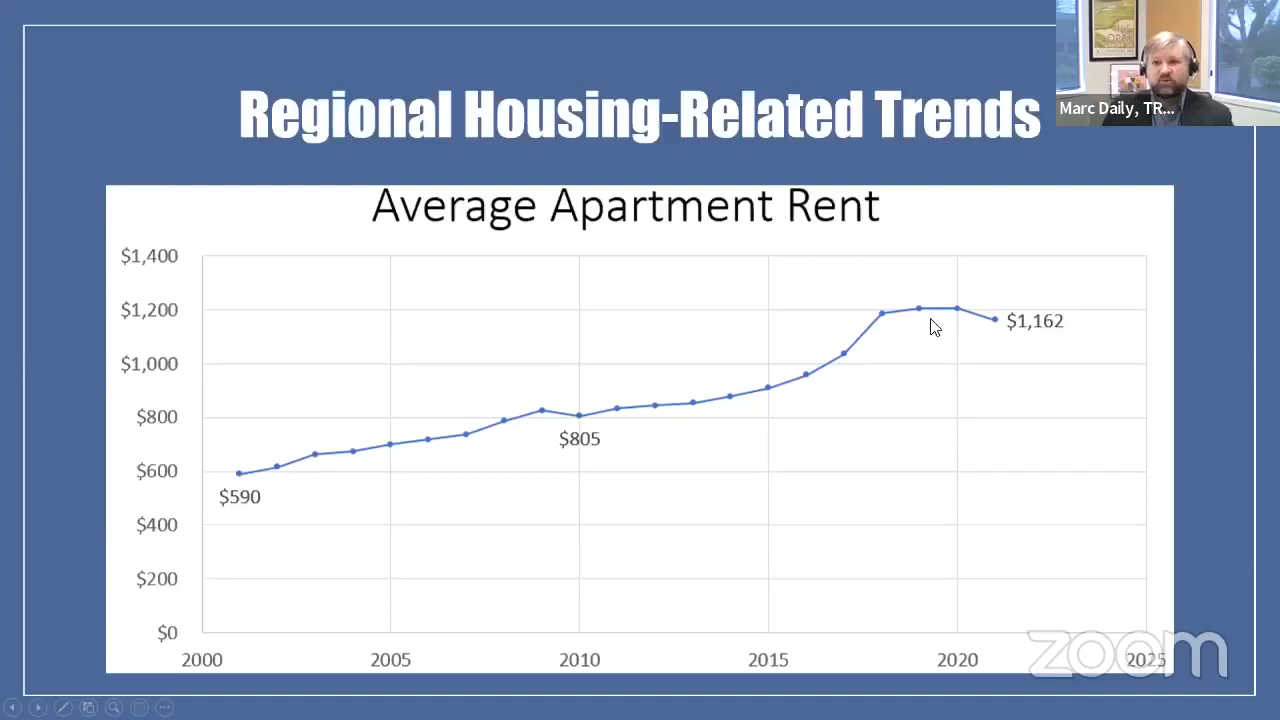 Regional Housing-Related Trends
Marc Daily, TR...
Average Apartment Rent
$1,400
$1,200
$1,000
$800
$600
$400
$200
$0
$590
$805
$1,162
2000 2005 2010 2015 2020 2025
zoom